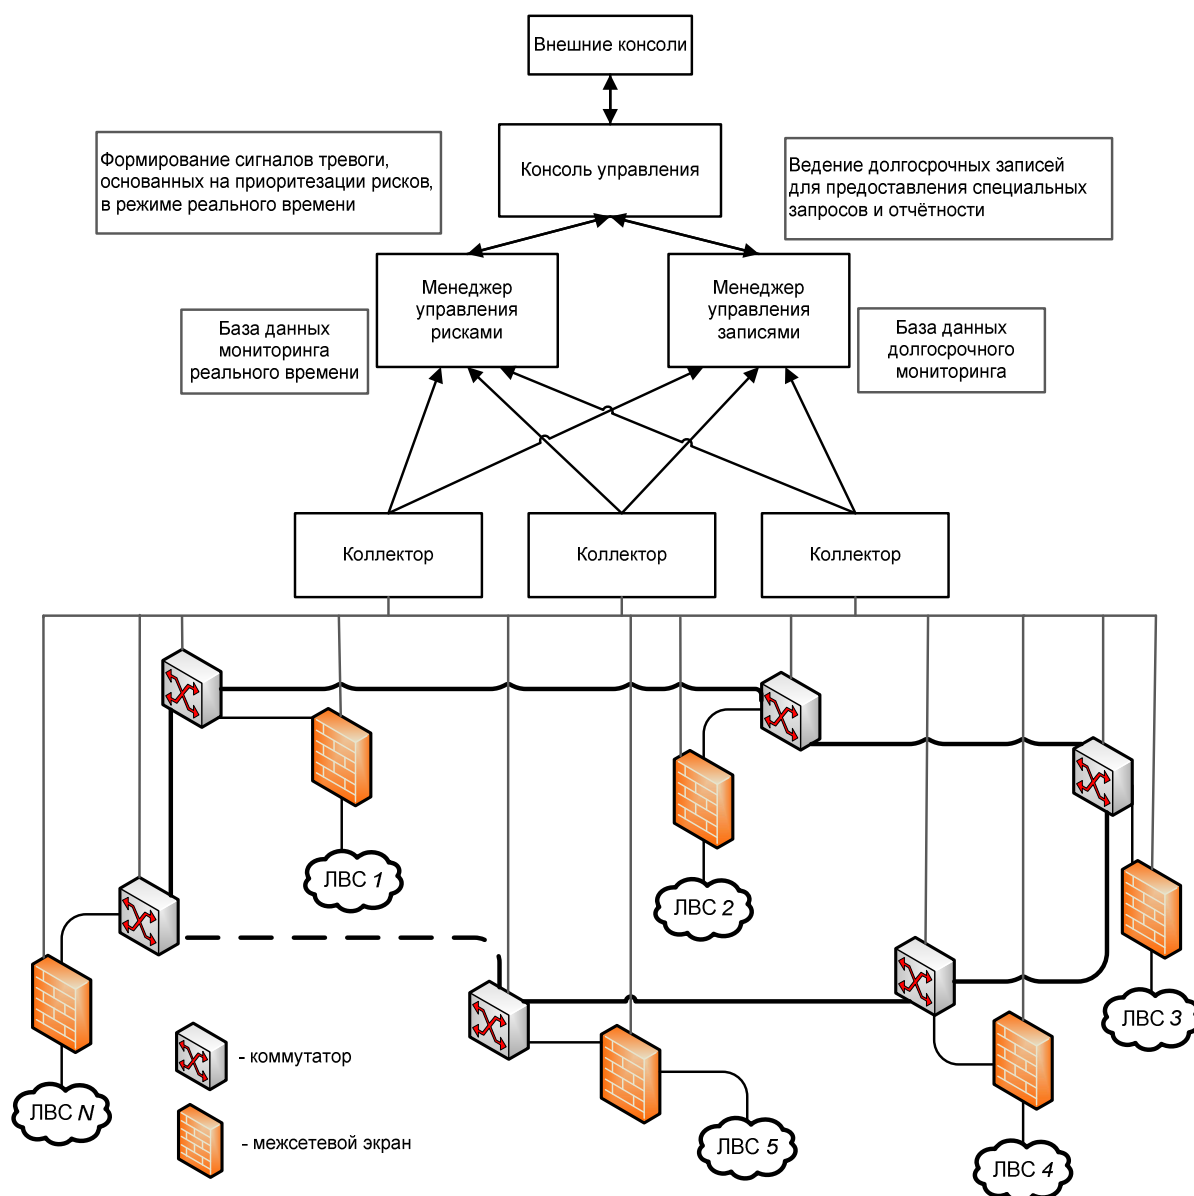 Внешние консоли
Формирование сигналов тревоги,
основанных на приоритезации рисков,
в режиме реального времени
Консоль управления
Ведение долгосрочных записей
для предоставления специальных
запросов и отчётности
Менеджер
управления
рисками
Менеджер
управления
записями
База данных
мониторинга
реального времени
База данных
долгосрочного
мониторинга
Коллектор
Коллектор
Коллектор
ЛВС 1
ЛВС 2
ЛВС 3
ЛВС N
ЛВС 5
ЛВС 4
- коммутатор
- межсетевой экран